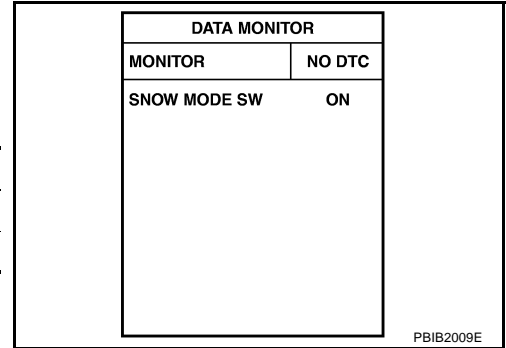 DATA MONITOR
MONITOR NO DTC
SNOW MODE SW ON
PBIB2009E